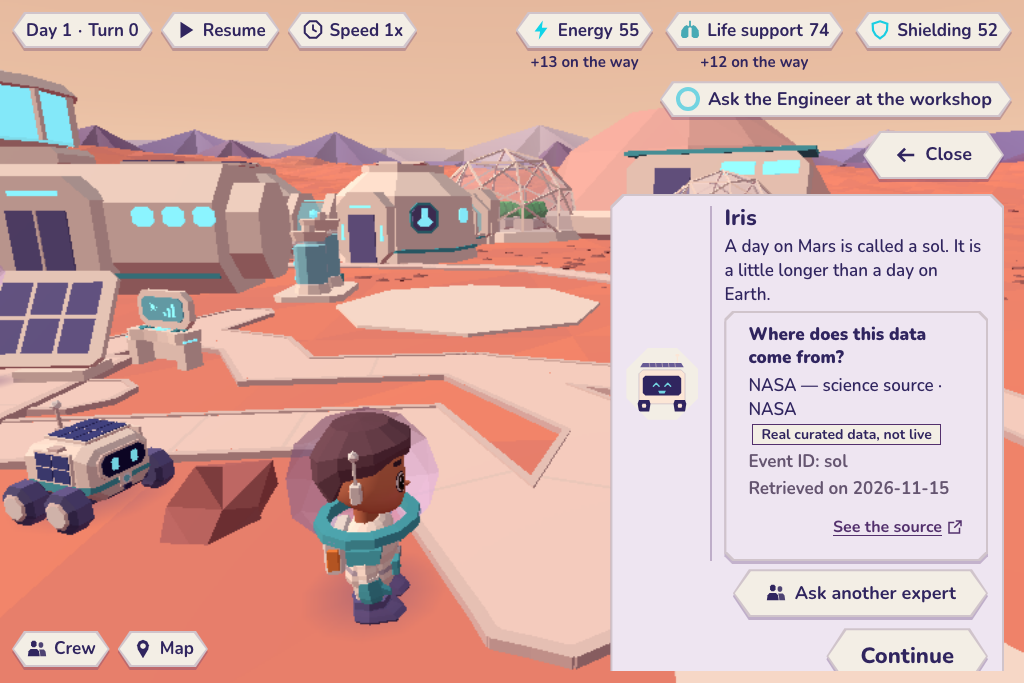 Day 1 · Turn 0
Resume
Speed 1x
Energy 55
+13 on the way
Life support 74
+12 on the way
Shielding 52
Ask the Engineer at the workshop
Close
Iris
A day on Mars is called a sol. It is
a little longer than a day on
Earth.
Where does this data
come from?
NASA — science source ·
NASA
Real curated data, not live
Event ID: sol
Retrieved on 2026-11-15
See the source
Ask another expert
Continue
Crew
Map